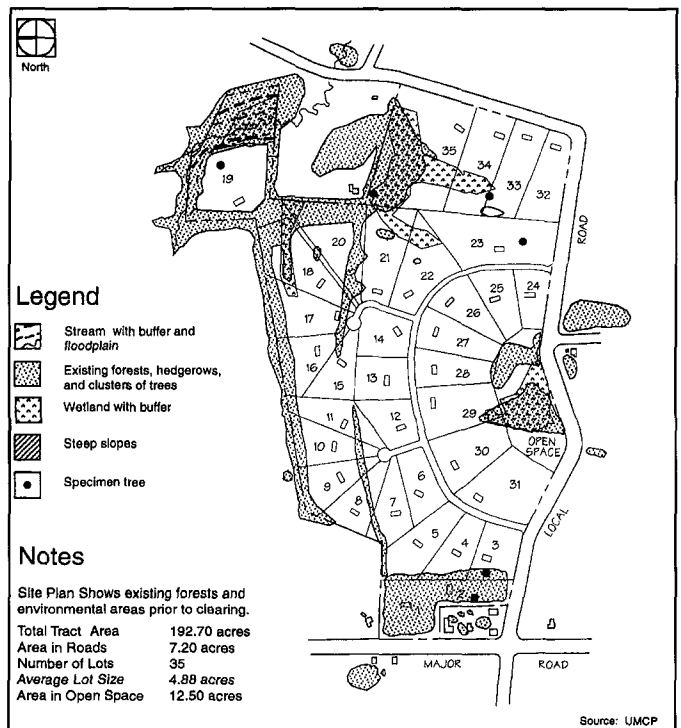 North
35
34
33
32
19
ROAD
23
20
21
22
18
25
24
26
17
14
27
16
28
13
15
29
11
12
OPEN
SPACE
10
30
6
31
9
8
7
LOCAL
5
4
3
MAJOR ROAD
Legend
Stream with buffer and
floodplain
Existing forests, hedgerows,
and clusters of trees
Wetland with buffer
Steep slopes
Specimen tree
Notes
Site Plan Shows existing forests and
environmental areas prior to clearing.
Total Tract Area 192.70 acres
Area in Roads 7.20 acres
Number of Lots 35
Average Lot Size 4.88 acres
Area in Open Space 12.50 acres
Source: UMCP